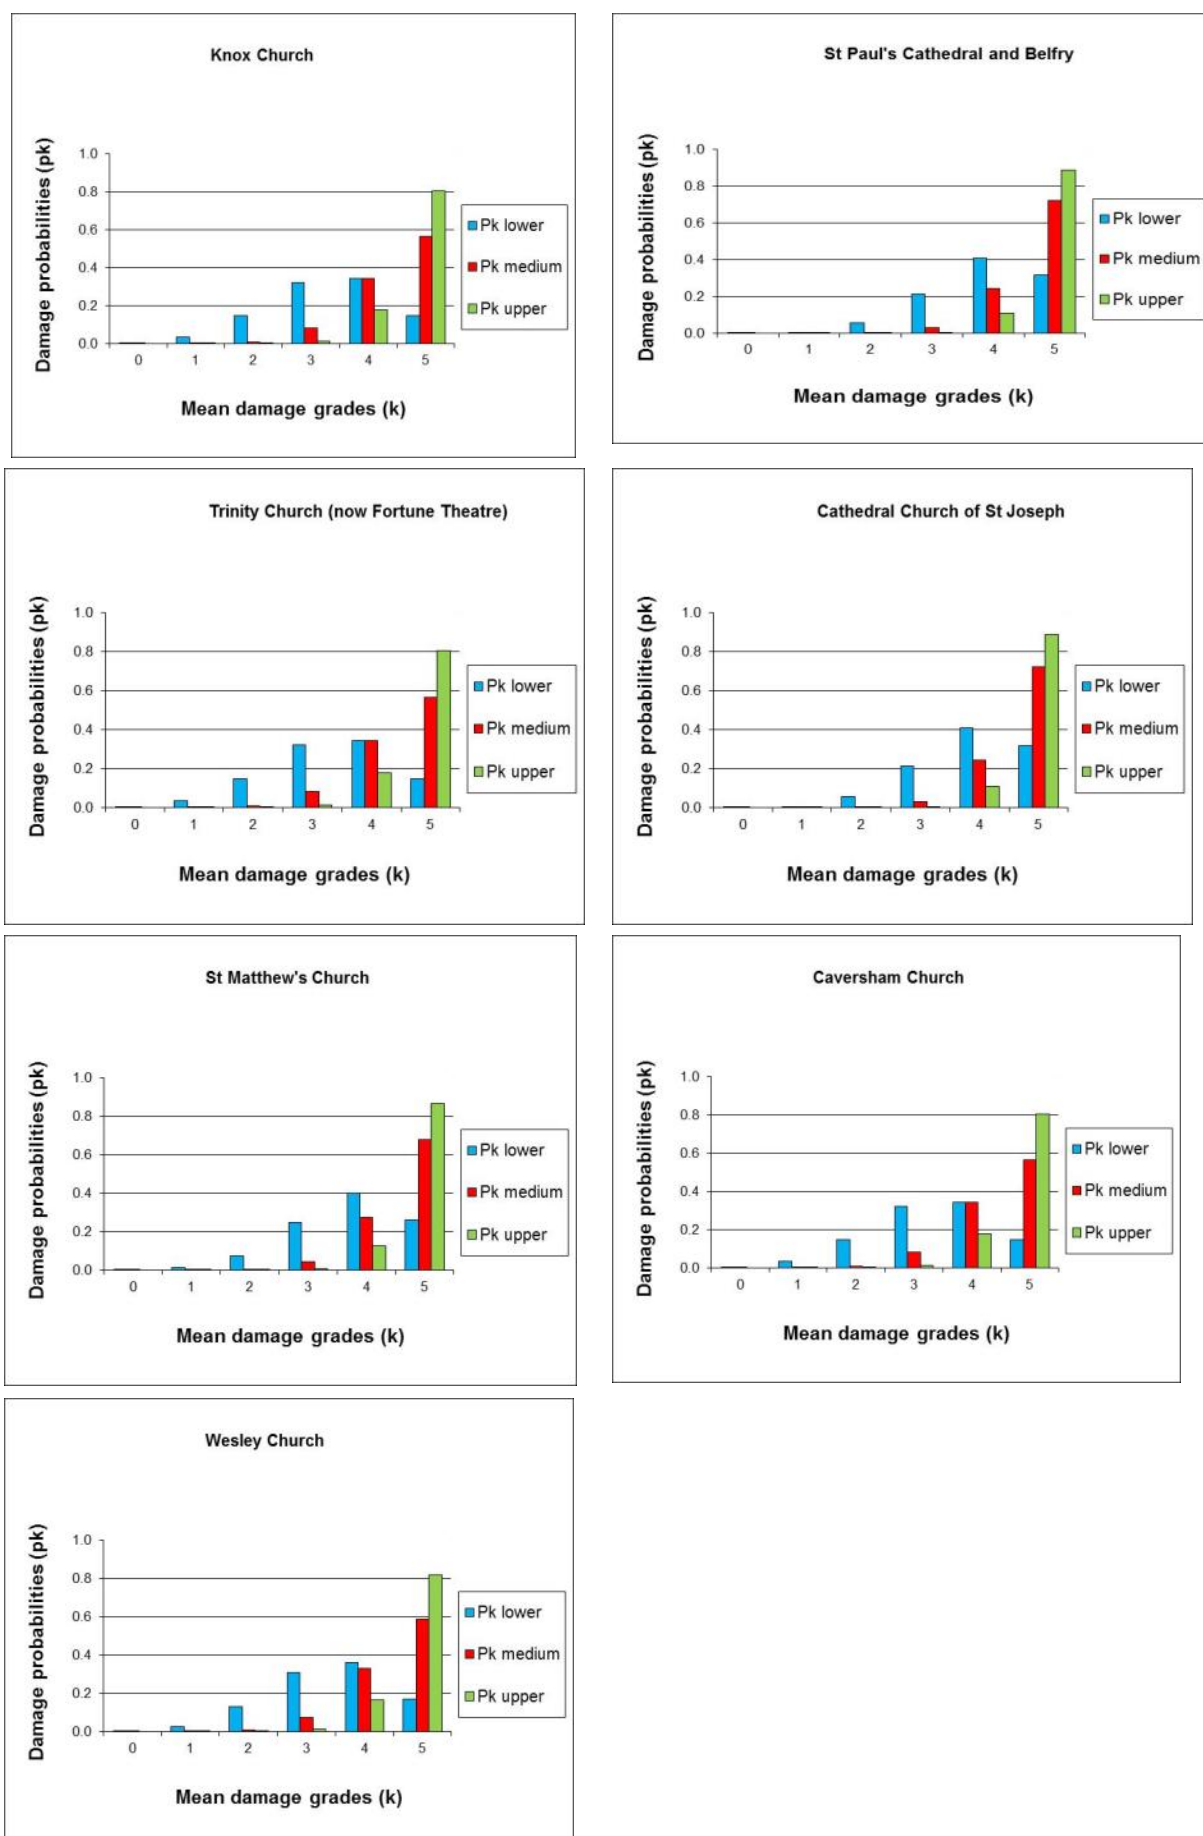 Knox Church
Damage probabilities (pk)
1.0
0.8
0.6
0.4
0.2
0.0
0 1 2 3 4 5
Mean damage grades (k)
Pk lower
Pk medium
Pk upper
St Paul's Cathedral and Belfry
Damage probabilities (pk)
1.0
0.8
0.6
0.4
0.2
0.0
0 1 2 3 4 5
Mean damage grades (k)
Pk lower
Pk medium
Pk upper
Trinity Church (now Fortune Theatre)
Damage probabilities (pk)
1.0
0.8
0.6
0.4
0.2
0.0
0 1 2 3 4 5
Mean damage grades (k)
Pk lower
Pk medium
Pk upper
Cathedral Church of St Joseph
Damage probabilities (pk)
1.0
0.8
0.6
0.4
0.2
0.0
0 1 2 3 4 5
Mean damage grades (k)
Pk lower
Pk medium
Pk upper
St Matthew's Church
Damage probabilities (pk)
1.0
0.8
0.6
0.4
0.2
0.0
0 1 2 3 4 5
Mean damage grades (k)
Pk lower
Pk medium
Pk upper
Caversham Church
Damage probabilities (pk)
1.0
0.8
0.6
0.4
0.2
0.0
0 1 2 3 4 5
Mean damage grades (k)
Pk lower
Pk medium
Pk upper
Wesley Church
Damage probabilities (pk)
1.0
0.8
0.6
0.4
0.2
0.0
0 1 2 3 4 5
Mean damage grades (k)
Pk lower
Pk medium
Pk upper